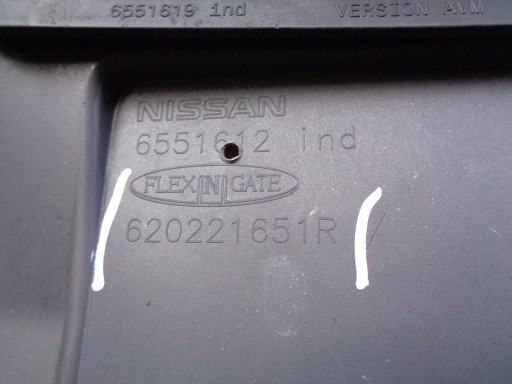 6551619 ind VERSION AVM
NISSAN
6551612 ind
FLEX|N|GATE
620221651R /